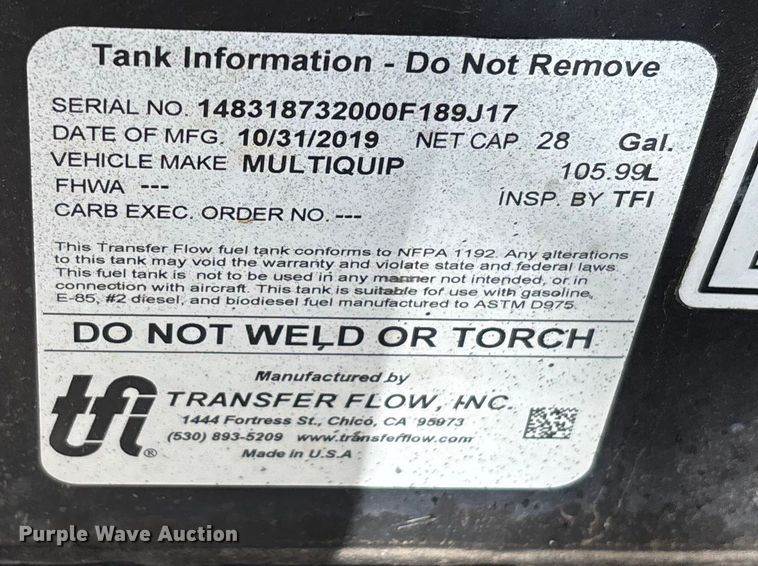 Tank Information - Do Not Remove
SERIAL NO. 148318732000F189J17
DATE OF MFG. 10/31/2019 NET CAP. 28 Gal.
VEHICLE MAKE MULTIQUIP 105.99L
FHWA --- INSP. BY TFI
CARB EXEC. ORDER NO. ---
This Transfer Flow fuel tank conforms to NFPA 1192. Any alterations
to this tank may void the warranty and violate state and federal laws.
This fuel tank is not to be used in any manner not intended, or in
connection with aircraft. This tank is suitable for use with gasoline,
E-85, #2 diesel, and biodiesel fuel manufactured to ASTM D975.
DO NOT WELD OR TORCH
Manufactured by
tfi
TRANSFER FLOW, INC.
1444 Fortress St., Chico, CA 95973
(530) 893-5209 www.transferflow.com
® Made in U.S.A
Purple Wave Auction